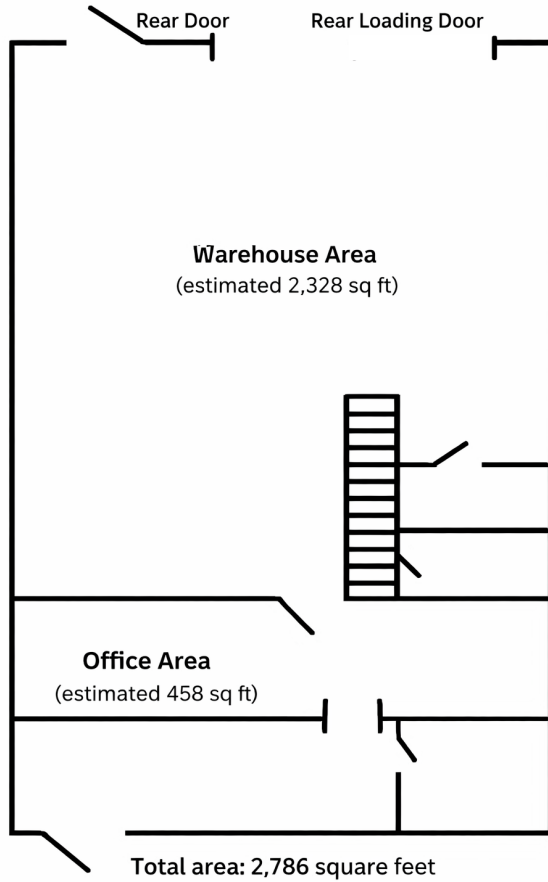 Rear Door
Rear Loading Door
Warehouse Area
(estimated 2,328 sq ft)
Office Area
(estimated 458 sq ft)
Total area: 2,786 square feet